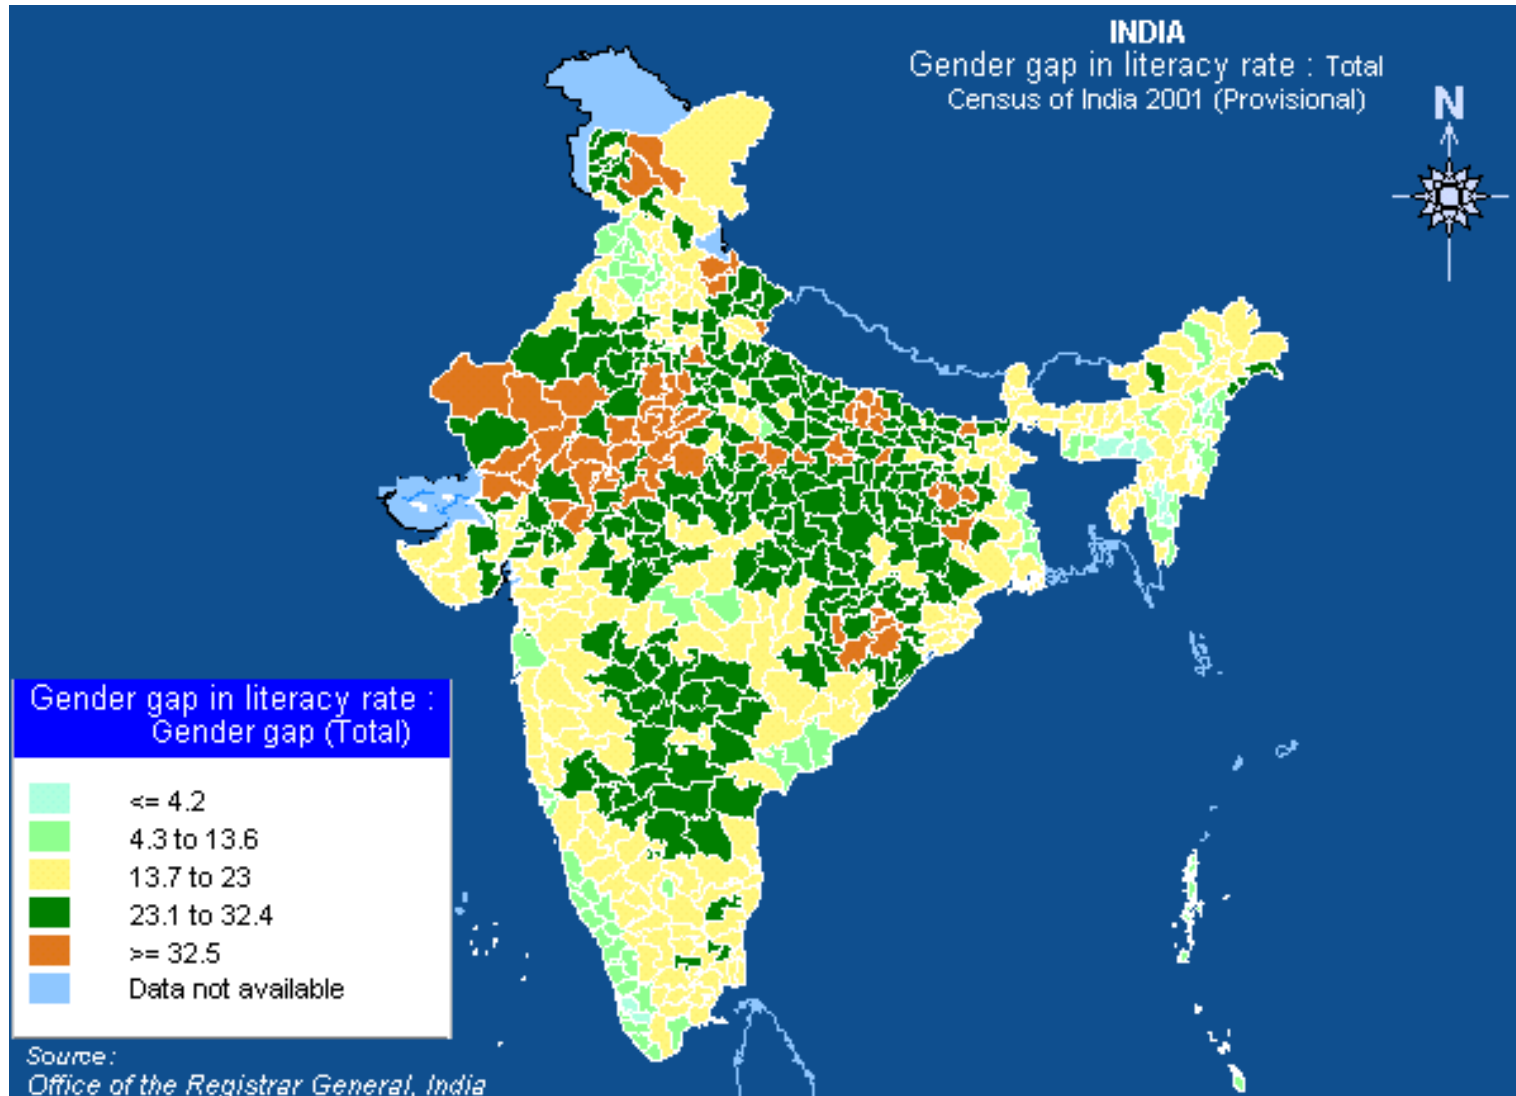 INDIA
Gender gap in literacy rate : Total
Census of India 2001 (Provisional)
N
Gender gap in literacy rate :
Gender gap (Total)
<= 4.2
4.3 to 13.6
13.7 to 23
23.1 to 32.4
>= 32.5
Data not available
Source:
Office of the Registrar General, India